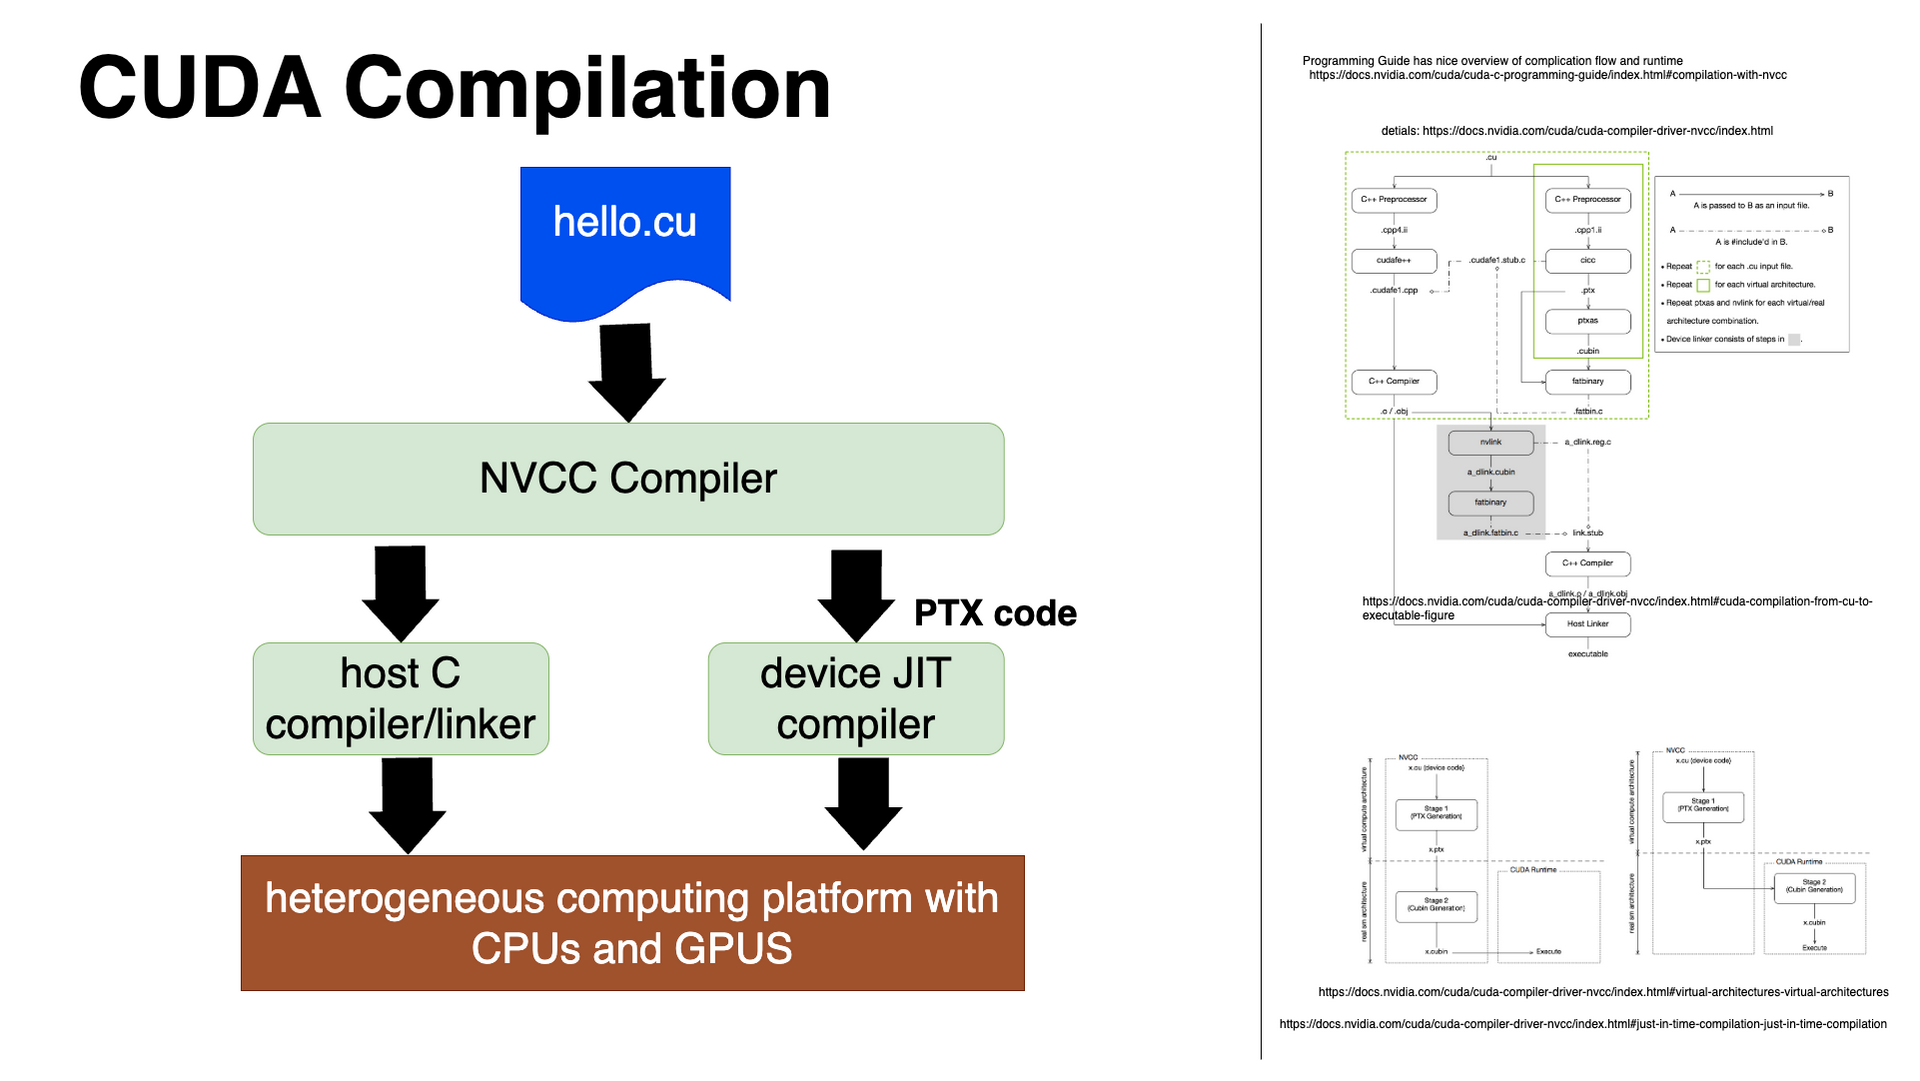 CUDA Compilation
hello.cu
NVCC Compiler
PTX code
host C
compiler/linker
device JIT
compiler
heterogeneous computing platform with
CPUs and GPUS
Programming Guide has nice overview of complication flow and runtime
https://docs.nvidia.com/cuda/cuda-c-programming-guide/index.html#compilation-with-nvcc
detials: https://docs.nvidia.com/cuda/cuda-compiler-driver-nvcc/index.html
.cu
C++ Preprocessor
C++ Preprocessor
.cpp4.ii
.cpp1.ii
cudafe++
.cudafe1.stub.c
cicc
.cudafe1.cpp
.ptx
ptxas
.cubin
C++ Compiler
fatbinary
.o / .obj
.fatbin.c
nvlink
a_dlink.reg.c
a_dlink.cubin
fatbinary
a_dlink.fatbin.c
link.stub
C++ Compiler
a_dlink.o / a_dlink.obj
https://docs.nvidia.com/cuda/cuda-compiler-driver-nvcc/index.html#cuda-compilation-from-cu-to-
executable-figure
Host Linker
executable
A B
A is passed to B as an input file.
A B
A is #include'd in B.
• Repeat for each .cu input file.
• Repeat for each virtual architecture.
• Repeat ptxas and nvlink for each virtual/real
architecture combination.
• Device linker consists of steps in .
NVCC
x.cu (device code)
virtual compute architecture
Stage 1
(PTX Generation)
x.ptx
CUDA Runtime
real sm architecture
Stage 2
(Cubin Generation)
x.cubin
Execute
NVCC
x.cu (device code)
virtual compute architecture
Stage 1
(PTX Generation)
x.ptx
CUDA Runtime
real sm architecture
Stage 2
(Cubin Generation)
x.cubin
Execute
https://docs.nvidia.com/cuda/cuda-compiler-driver-nvcc/index.html#virtual-architectures-virtual-architectures
https://docs.nvidia.com/cuda/cuda-compiler-driver-nvcc/index.html#just-in-time-compilation-just-in-time-compilation